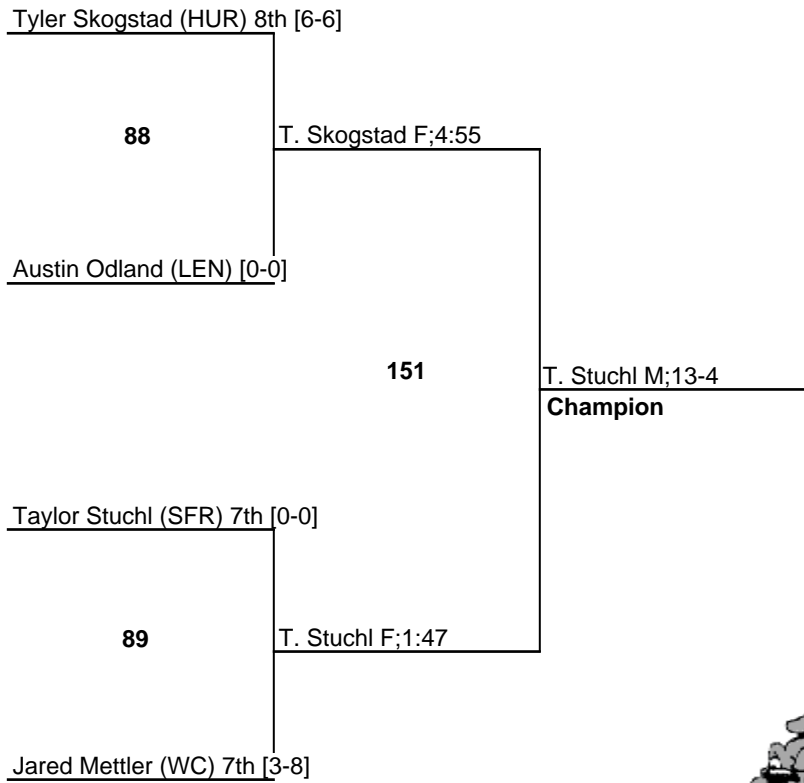 Tyler Skogstad (HUR) 8th [6-6]
88
T. Skogstad F;4:55
Austin Odland (LEN) [0-0]
151
T. Stuchl M;13-4
Champion
Taylor Stuchl (SFR) 7th [0-0]
89
T. Stuchl F;1:47
Jared Mettler (WC) 7th [3-8]